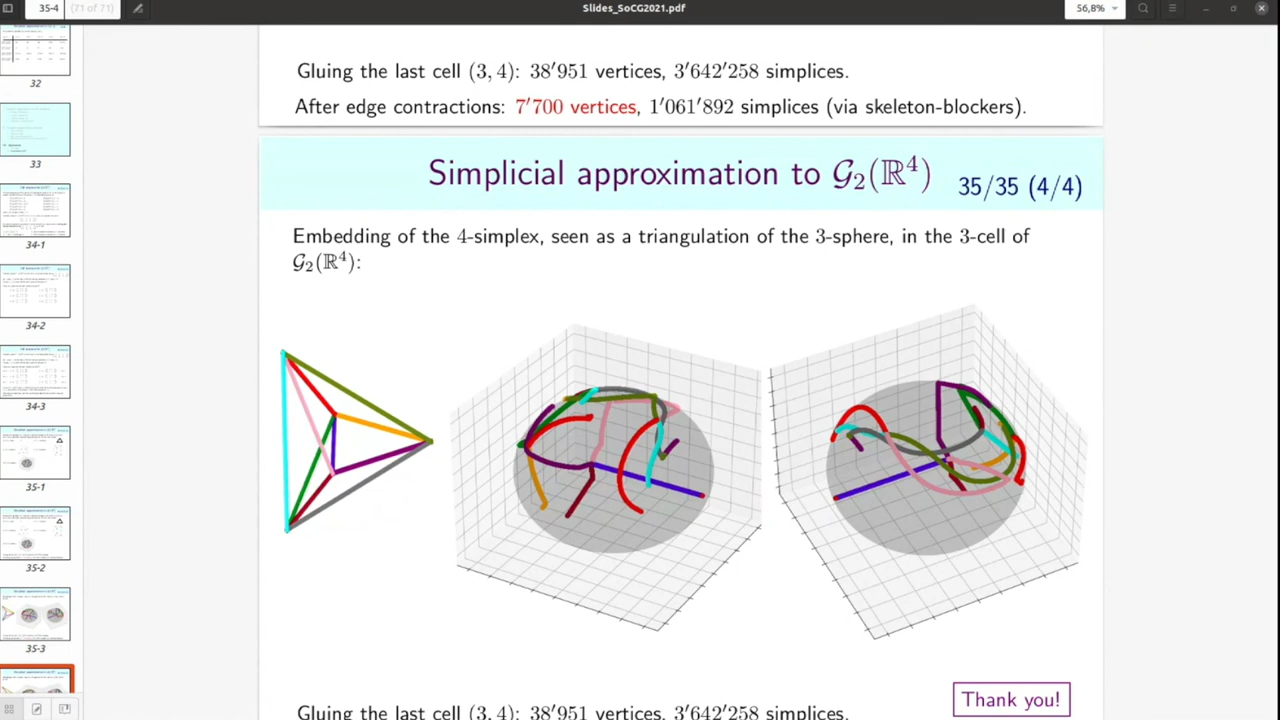 35-4
(71 of 71)
Slides_SoCG2021.pdf
56,8%
32
33
34-1
34-2
34-3
35-1
35-2
35-3
Gluing the last cell (3, 4): 38′951 vertices, 3′642′258 simplices.
After edge contractions: 7′700 vertices, 1′061′892 simplices (via skeleton-blockers).
Simplicial approximation to 𝒢₂(ℝ⁴)
35/35 (4/4)
Embedding of the 4-simplex, seen as a triangulation of the 3-sphere, in the 3-cell of
𝒢₂(ℝ⁴):
Thank you!
Gluing the last cell (3, 4): 38′951 vertices, 3′642′258 simplices.